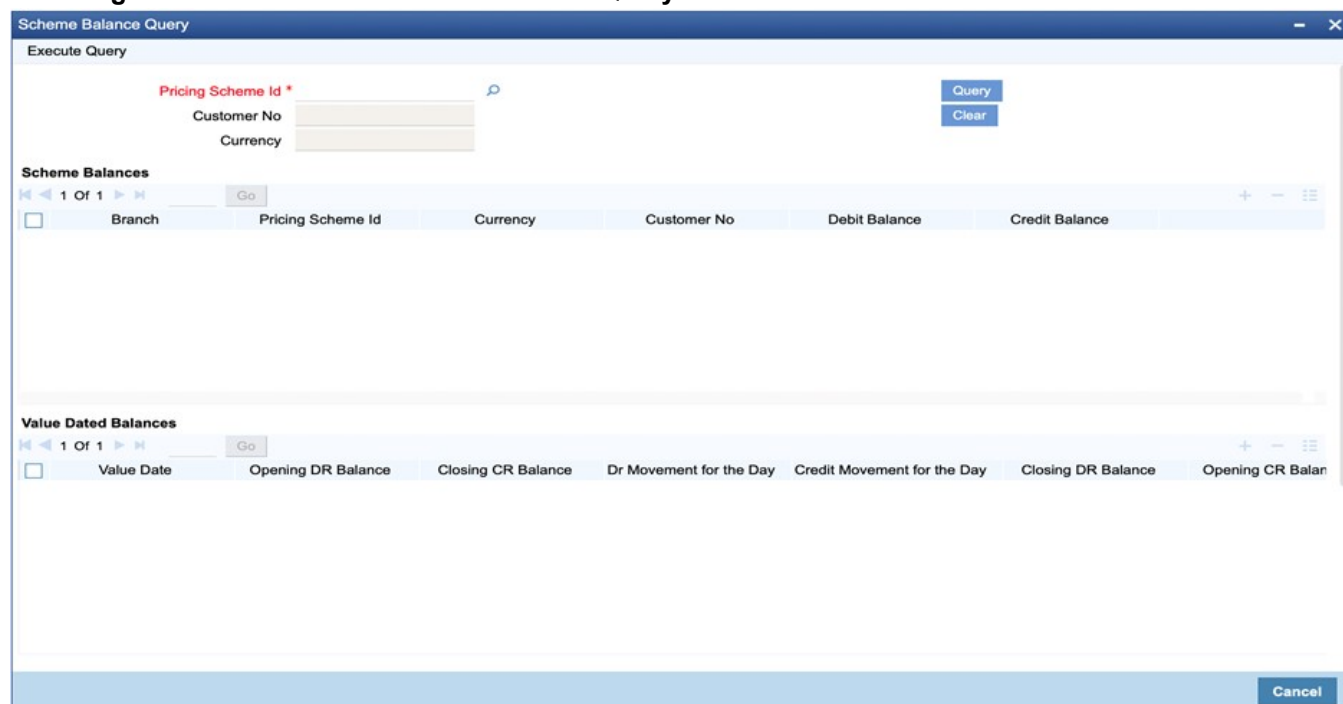 Scheme Balance Query
Execute Query
Pricing Scheme Id *
Query
Customer No
Clear
Currency
Scheme Balances
1 Of 1 Go
Branch Pricing Scheme Id Currency Customer No Debit Balance Credit Balance
Value Dated Balances
1 Of 1 Go
Value Date Opening DR Balance Closing CR Balance Dr Movement for the Day Credit Movement for the Day Closing DR Balance Opening CR Balan
Cancel